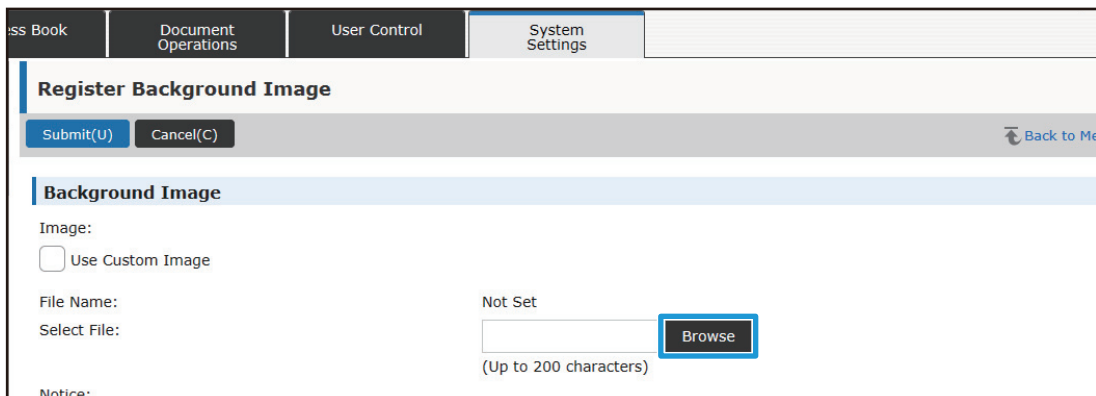 ss Book
Document
Operations
User Control
System
Settings
Register Background Image
Submit(U)
Cancel(C)
Back to Me
Background Image
Image:
Use Custom Image
File Name:
Not Set
Select File:
Browse
(Up to 200 characters)
Notice: